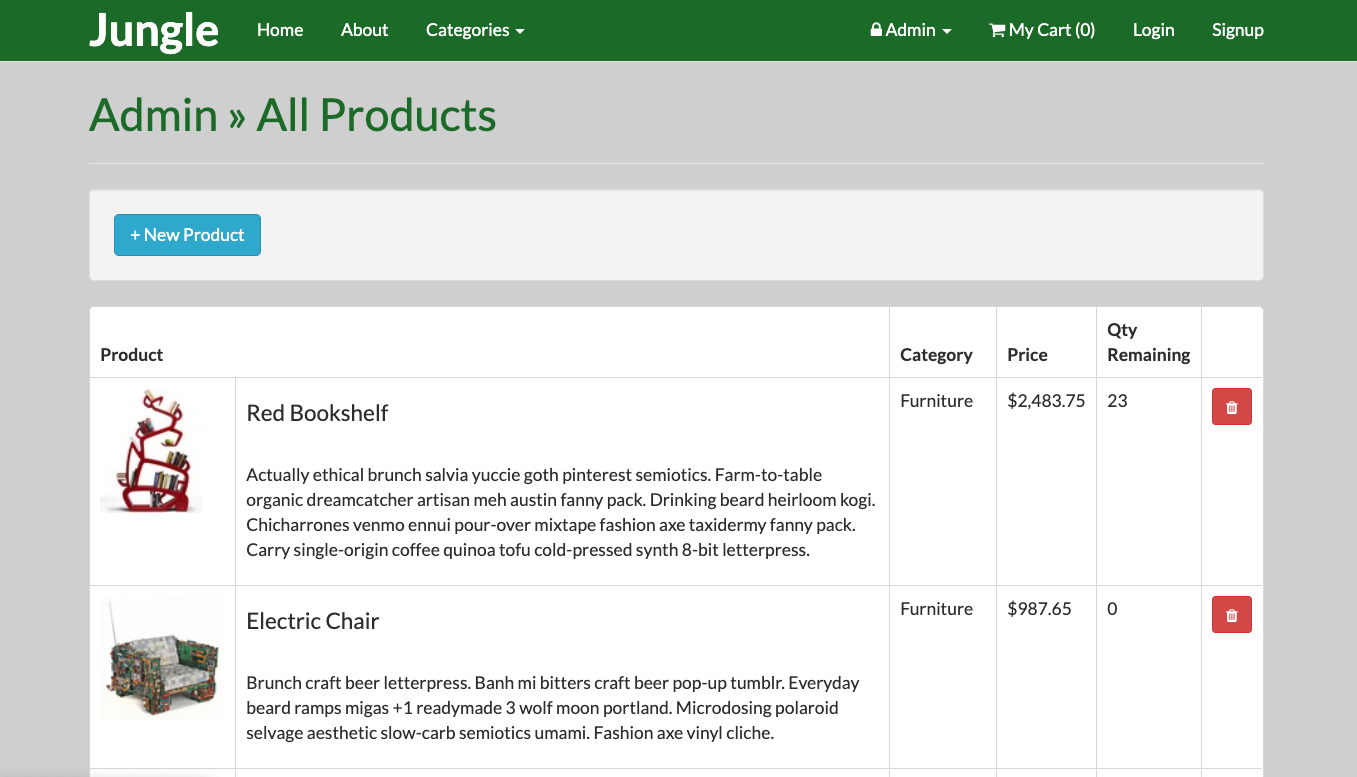 Jungle Home About Categories Admin My Cart (0) Login Signup
Admin » All Products
+ New Product
Product Category Price Qty Remaining
Red Bookshelf Furniture $2,483.75 23
Actually ethical brunch salvia yuccie goth pinterest semiotics. Farm-to-table
organic dreamcatcher artisan meh austin fanny pack. Drinking beard heirloom kogi.
Chicharrones venmo ennui pour-over mixtape fashion axe taxidermy fanny pack.
Carry single-origin coffee quinoa tofu cold-pressed synth 8-bit letterpress.
Electric Chair Furniture $987.65 0
Brunch craft beer letterpress. Banh mi bitters craft beer pop-up tumblr. Everyday
beard ramps migas +1 readymade 3 wolf moon portland. Microdosing polaroid
selvage aesthetic slow-carb semiotics umami. Fashion axe vinyl cliche.